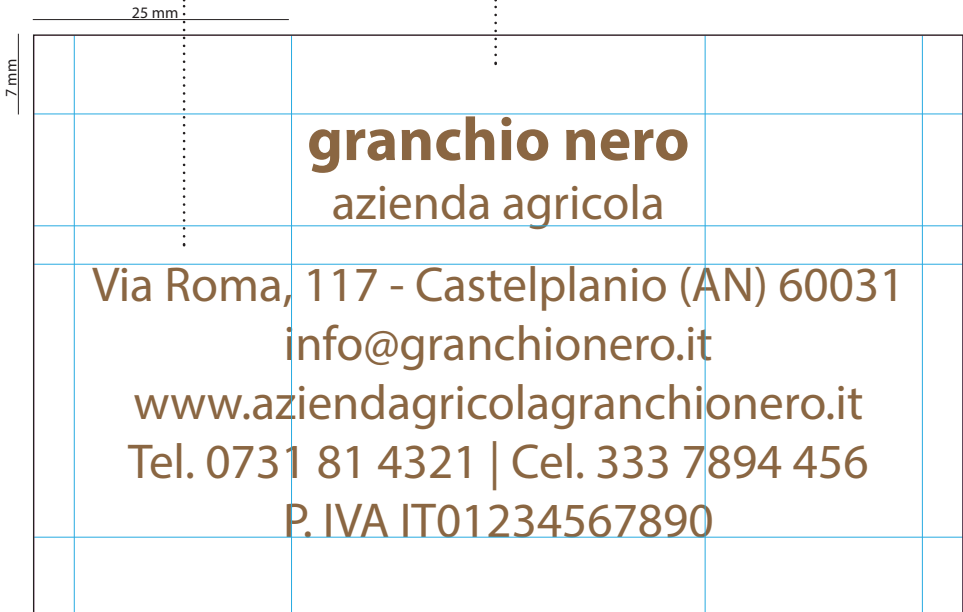 25 mm
7 mm
granchio nero
azienda agricola
Via Roma, 117 - Castelplanio (AN) 60031
info@granchionero.it
www.aziendagricolagranchionero.it
Tel. 0731 81 4321 | Cel. 333 7894 456
P. IVA IT01234567890